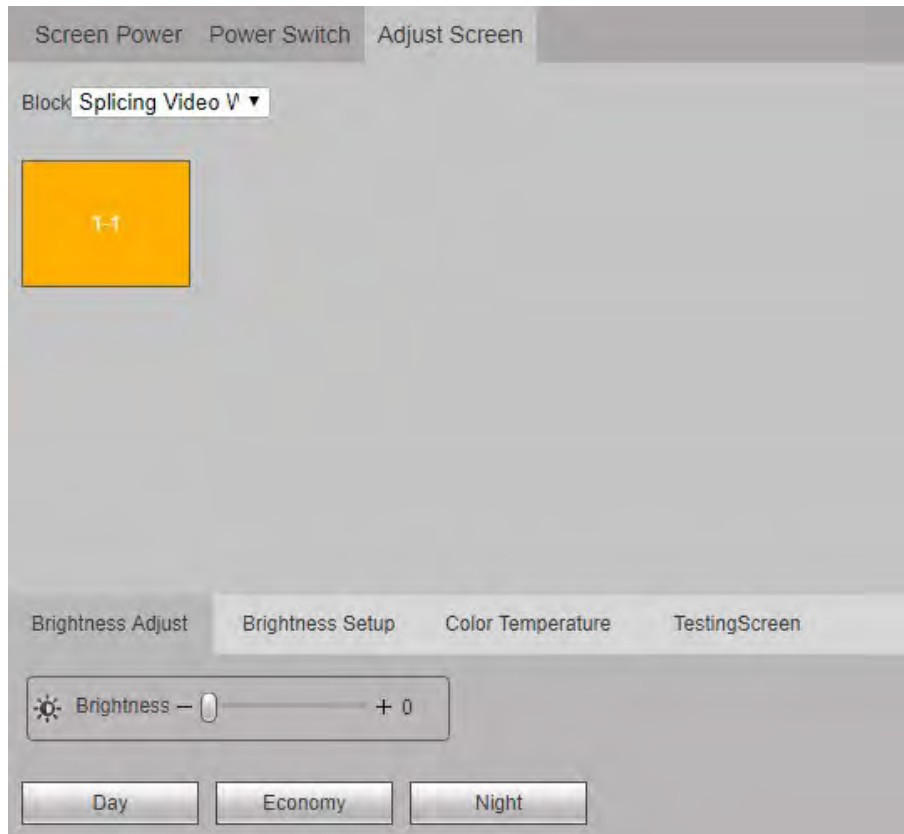 Screen Power Power Switch Adjust Screen
Block Splicing Video W
1-1
Brightness Adjust Brightness Setup Color Temperature TestingScreen
Brightness − + 0
Day Economy Night